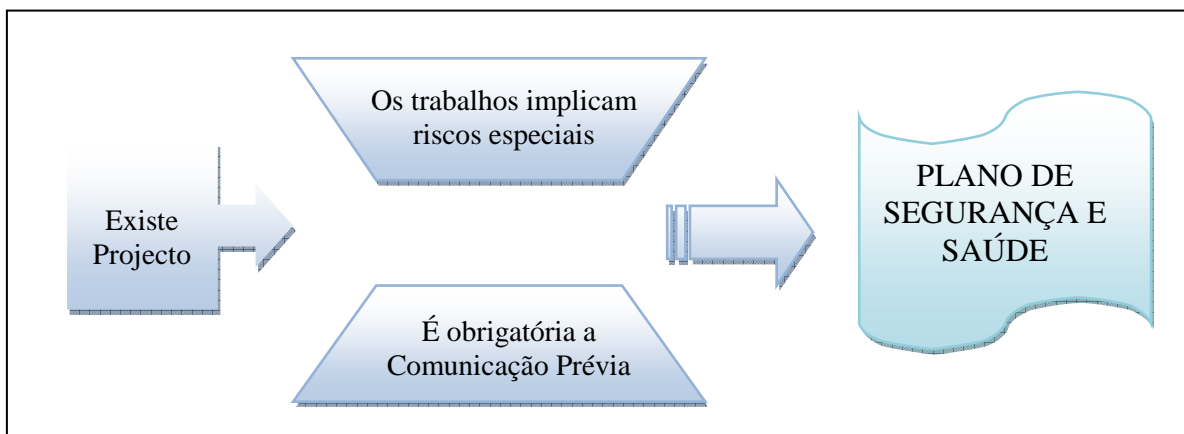 Existe
Projecto
Os trabalhos implicam
riscos especiais
É obrigatória a
Comunicação Prévia
PLANO DE
SEGURANÇA E
SAÚDE